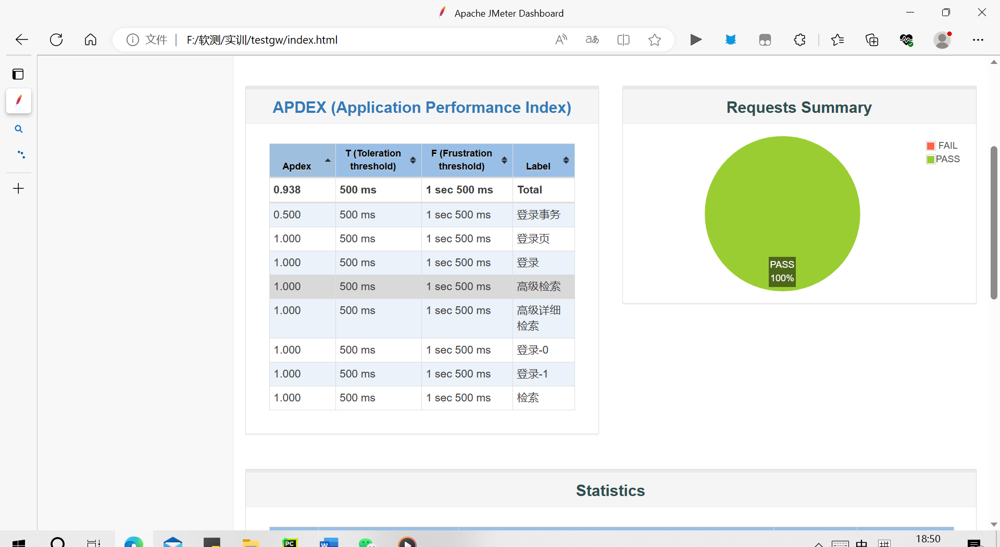 Apache JMeter Dashboard
文件
F:/软测/实训/testgw/index.html
aあ
APDEX (Application Performance Index)
Apdex T (Toleration threshold) F (Frustration threshold) Label
0.938 500 ms 1 sec 500 ms Total
0.500 500 ms 1 sec 500 ms 登录事务
1.000 500 ms 1 sec 500 ms 登录页
1.000 500 ms 1 sec 500 ms 登录
1.000 500 ms 1 sec 500 ms 高级检索
1.000 500 ms 1 sec 500 ms 高级详细
检索
1.000 500 ms 1 sec 500 ms 登录-0
1.000 500 ms 1 sec 500 ms 登录-1
1.000 500 ms 1 sec 500 ms 检索
Requests Summary
FAIL
PASS
PASS
100%
Statistics
PC
W
中
拼
18:50